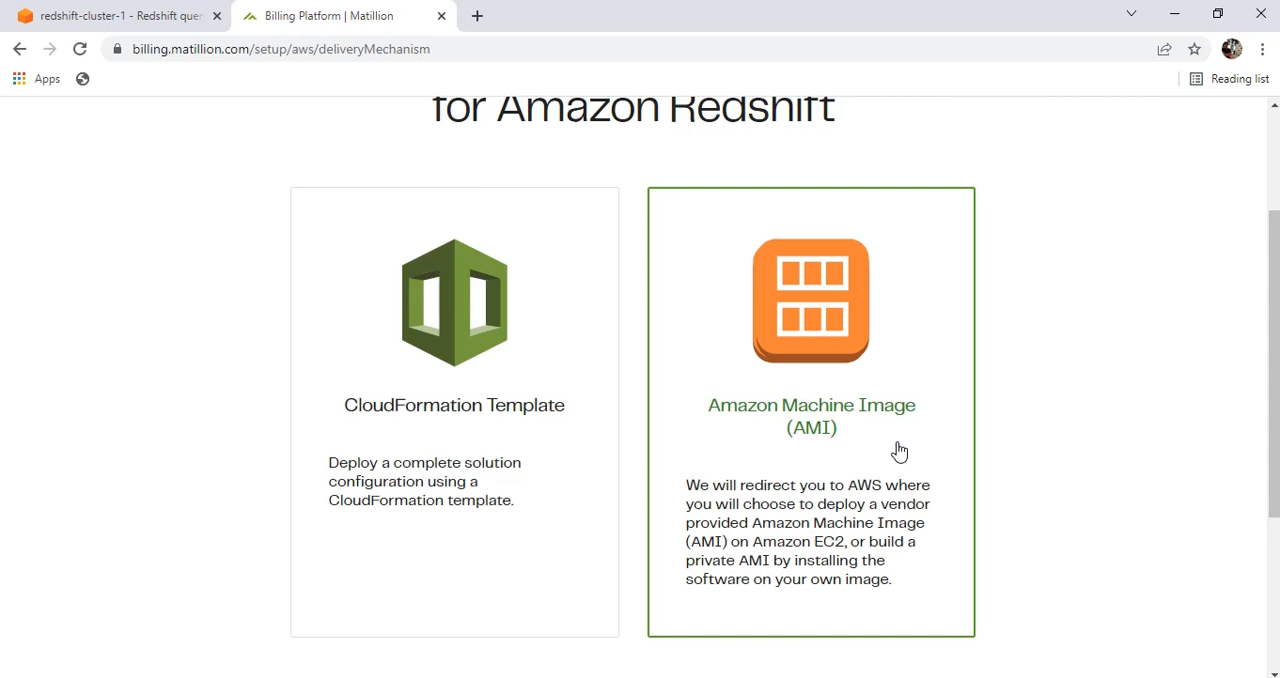 redshift-cluster-1 - Redshift quer
Billing Platform | Matillion
billing.matillion.com/setup/aws/deliveryMechanism
Apps
Reading list
for Amazon Redshift
CloudFormation Template
Deploy a complete solution
configuration using a
CloudFormation template.
Amazon Machine Image
(AMI)
We will redirect you to AWS where
you will choose to deploy a vendor
provided Amazon Machine Image
(AMI) on Amazon EC2, or build a
private AMI by installing the
software on your own image.